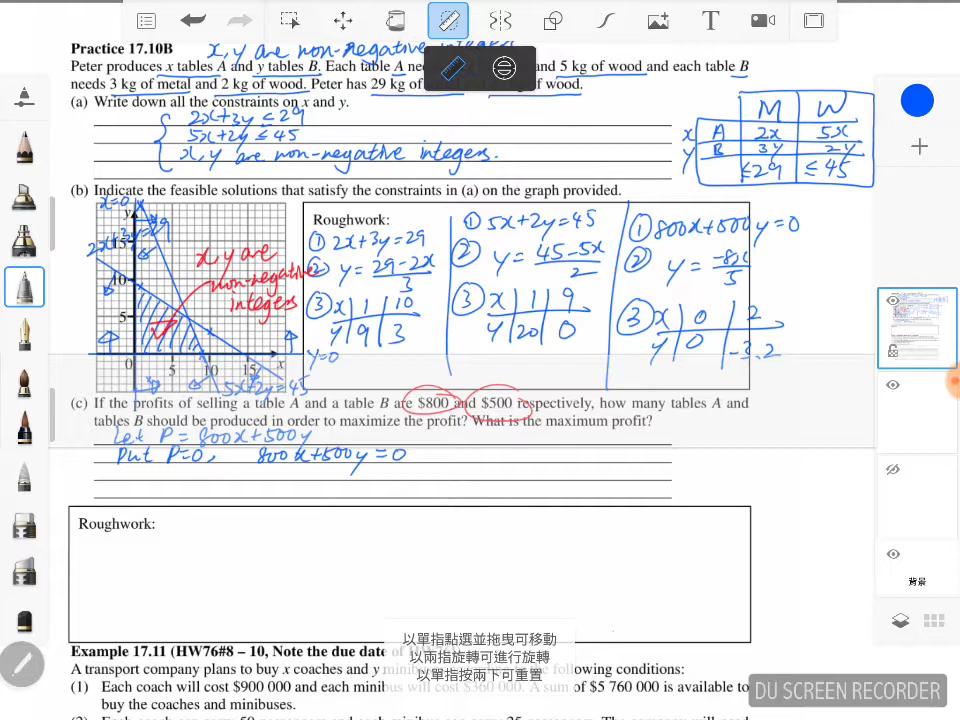 Practice 17.10B
x, y are non-negative integers
Peter produces x tables A and y tables B. Each table A and 5 kg of wood and each table B
needs 3 kg of metal and 2 kg of wood. Peter has 29 kg of wood.
(a) Write down all the constraints on x and y.
2x+3y ≤ 29
5x+2y ≤ 45
x, y are non-negative integers.
M W
x A 2x 5x
y B 3y 2y
≤29 ≤45
(b) Indicate the feasible solutions that satisfy the constraints in (a) on the graph provided.
x=0
y
2x+3y=29
15
10
5
0 5 10 15 x
y=0
5x+2y=45
x, y are
non-negative
integers
Roughwork:
① 2x+3y=29
② y = 29-2x / 3
③ x | 1 | 10
y | 9 | 3
① 5x+2y=45
② y = 45-5x / 2
③ x | 1 | 9
y | 20 | 0
① 800x+500y=0
② y = -8x / 5
③ x | 0 | 2
y | 0 | -3.2
(c) If the profits of selling a table A and a table B are $800 and $500 respectively, how many tables A and
tables B should be produced in order to maximize the profit? What is the maximum profit?
Let P = 800x+500y
Put P=0, 800x+500y=0
Roughwork:
以單指點選並拖曳可移動
以兩指旋轉可進行旋轉
以單指按兩下可重置
Example 17.11 (HW76#8 – 10, Note the due date of
A transport company plans to buy x coaches and y minibuses the following conditions:
(1) Each coach will cost $900 000 and each minibus will cost $360 000. A sum of $5 760 000 is available to
buy the coaches and minibuses.
背景
DU SCREEN RECORDER